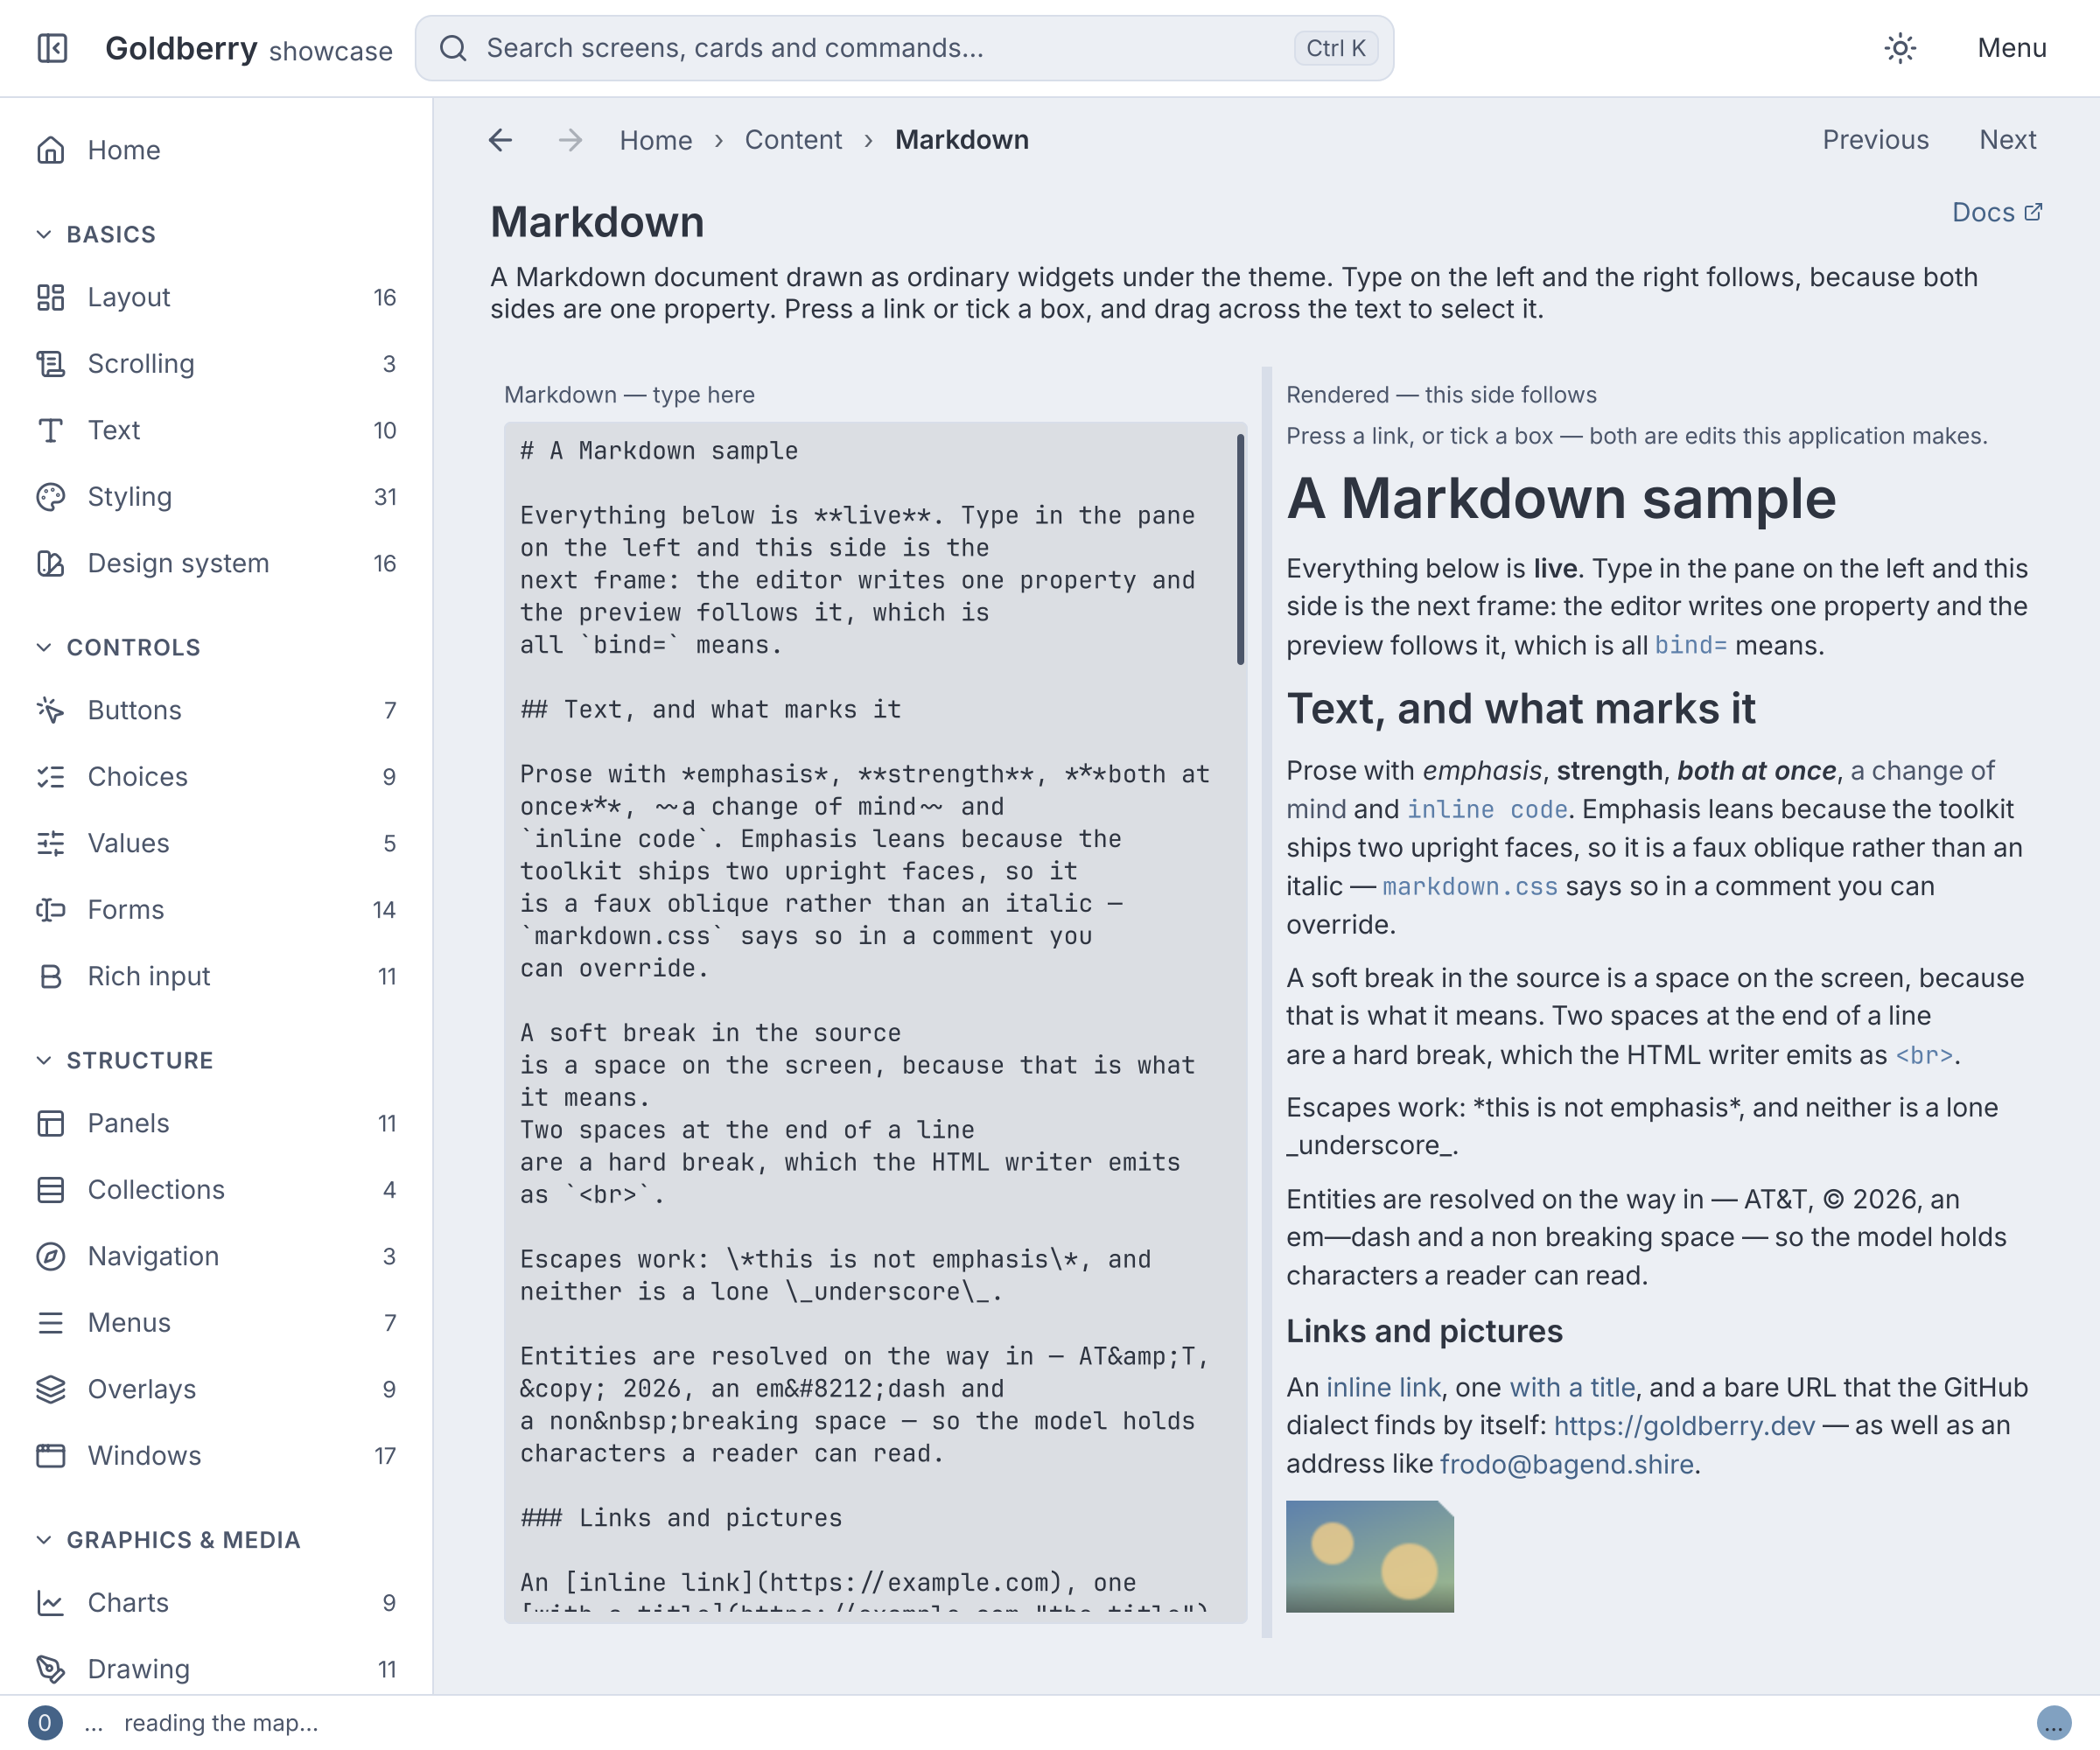 Goldberry showcase
Search screens, cards and commands...
Ctrl K
Menu
Home
BASICS
Layout 16
Scrolling 3
Text 10
Styling 31
Design system 16
CONTROLS
Buttons 7
Choices 9
Values 5
Forms 14
Rich input 11
STRUCTURE
Panels 11
Collections 4
Navigation 3
Menus 7
Overlays 9
Windows 17
GRAPHICS & MEDIA
Charts 9
Drawing 11
Home › Content › Markdown
Previous Next
Markdown
Docs
A Markdown document drawn as ordinary widgets under the theme. Type on the left and the right follows, because both
sides are one property. Press a link or tick a box, and drag across the text to select it.
Markdown — type here
# A Markdown sample
Everything below is **live**. Type in the pane
on the left and this side is the
next frame: the editor writes one property and
the preview follows it, which is
all `bind=` means.
## Text, and what marks it
Prose with *emphasis*, **strength**, ***both at
once***, ~~a change of mind~~ and
`inline code`. Emphasis leans because the
toolkit ships two upright faces, so it
is a faux oblique rather than an italic —
`markdown.css` says so in a comment you
can override.
A soft break in the source
is a space on the screen, because that is what
it means.
Two spaces at the end of a line
are a hard break, which the HTML writer emits
as `<br>`.
Escapes work: \*this is not emphasis\*, and
neither is a lone \_underscore\_.
Entities are resolved on the way in — AT&amp;T,
&copy; 2026, an em&#8212;dash and
a non&nbsp;breaking space — so the model holds
characters a reader can read.
### Links and pictures
An [inline link](https://example.com), one
[with a title](https://example.com "the title")
Rendered — this side follows
Press a link, or tick a box — both are edits this application makes.
A Markdown sample
Everything below is live. Type in the pane on the left and this
side is the next frame: the editor writes one property and the
preview follows it, which is all bind= means.
Text, and what marks it
Prose with emphasis, strength, both at once, a change of
mind and inline code. Emphasis leans because the toolkit
ships two upright faces, so it is a faux oblique rather than an
italic — markdown.css says so in a comment you can
override.
A soft break in the source is a space on the screen, because
that is what it means. Two spaces at the end of a line
are a hard break, which the HTML writer emits as <br>.
Escapes work: *this is not emphasis*, and neither is a lone
_underscore_.
Entities are resolved on the way in — AT&T, © 2026, an
em—dash and a non breaking space — so the model holds
characters a reader can read.
Links and pictures
An inline link, one with a title, and a bare URL that the GitHub
dialect finds by itself: https://goldberry.dev — as well as an
address like frodo@bagend.shire.
0 ... reading the map...
...